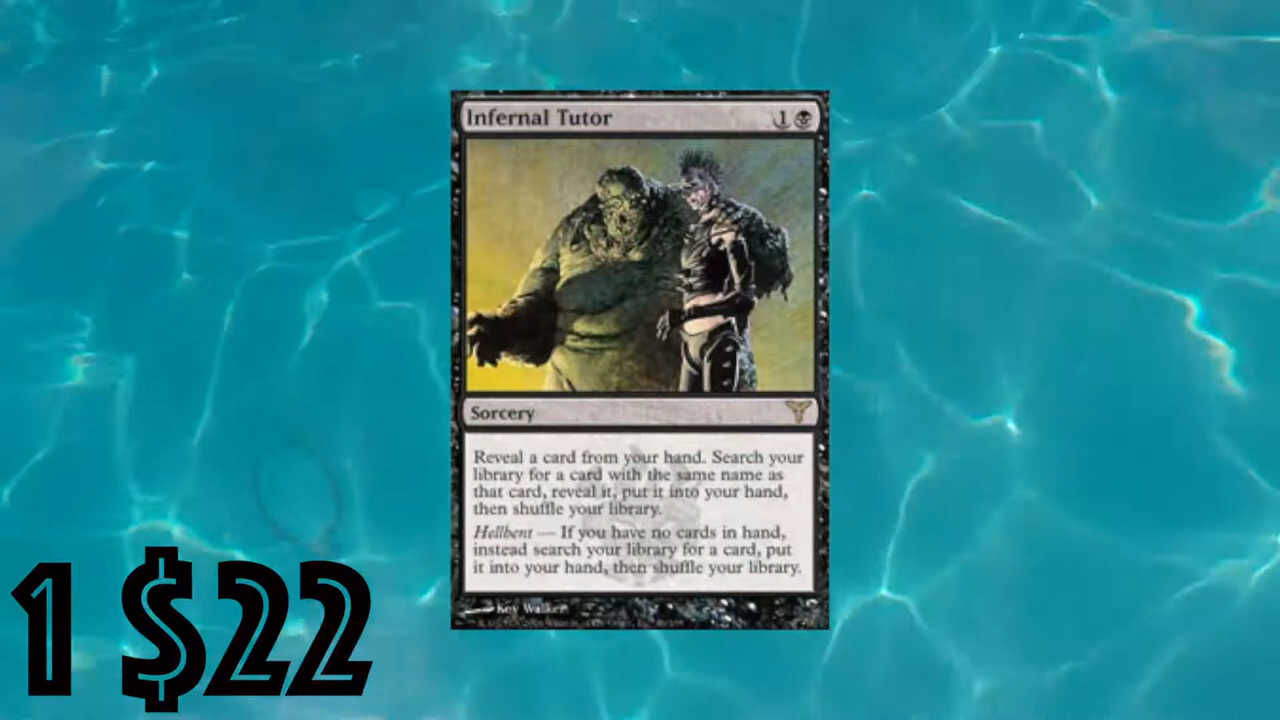 Infernal Tutor 1
Sorcery
Reveal a card from your hand. Search your
library for a card with the same name as
that card, reveal it, put it into your hand,
then shuffle your library.
Hellbent — If you have no cards in hand,
instead search your library for a card, put
it into your hand, then shuffle your library.
Kev Walker
1 $22